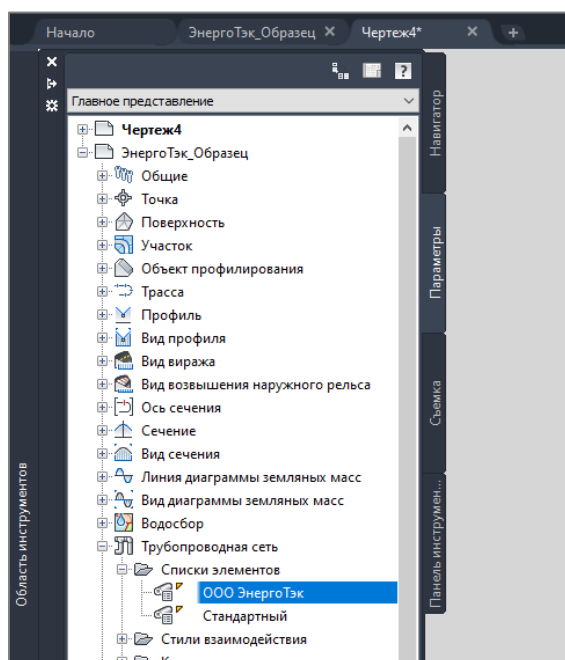 Начало
ЭнергоТэк_Образец
Чертеж4*
Главное представление
Чертеж4
ЭнергоТэк_Образец
Общие
Точка
Поверхность
Участок
Объект профилирования
Трасса
Профиль
Вид профиля
Вид виража
Вид возвышения наружного рельса
Ось сечения
Сечение
Вид сечения
Линия диаграммы земляных масс
Вид диаграммы земляных масс
Водосбор
Трубопроводная сеть
Списки элементов
ООО ЭнергоТэк
Стандартный
Стили взаимодействия
Навигатор
Параметры
Съемка
Панель инструмен...
Область инструментов